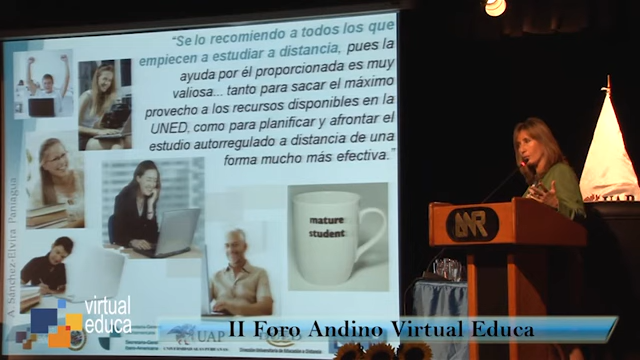 “Se lo recomiendo a todos los que
empiecen a estudiar a distancia, pues la
ayuda por él proporcionada es muy
valiosa... tanto para sacar el máximo
provecho a los recursos disponibles en la
UNED, como para planificar y afrontar el
estudio autorregulado a distancia de una
forma mucho más efectiva.”
mature
student
A. Sánchez-Elvira Paniagua
ANR
virtual
educa
UAP
II Foro Andino Virtual Educa